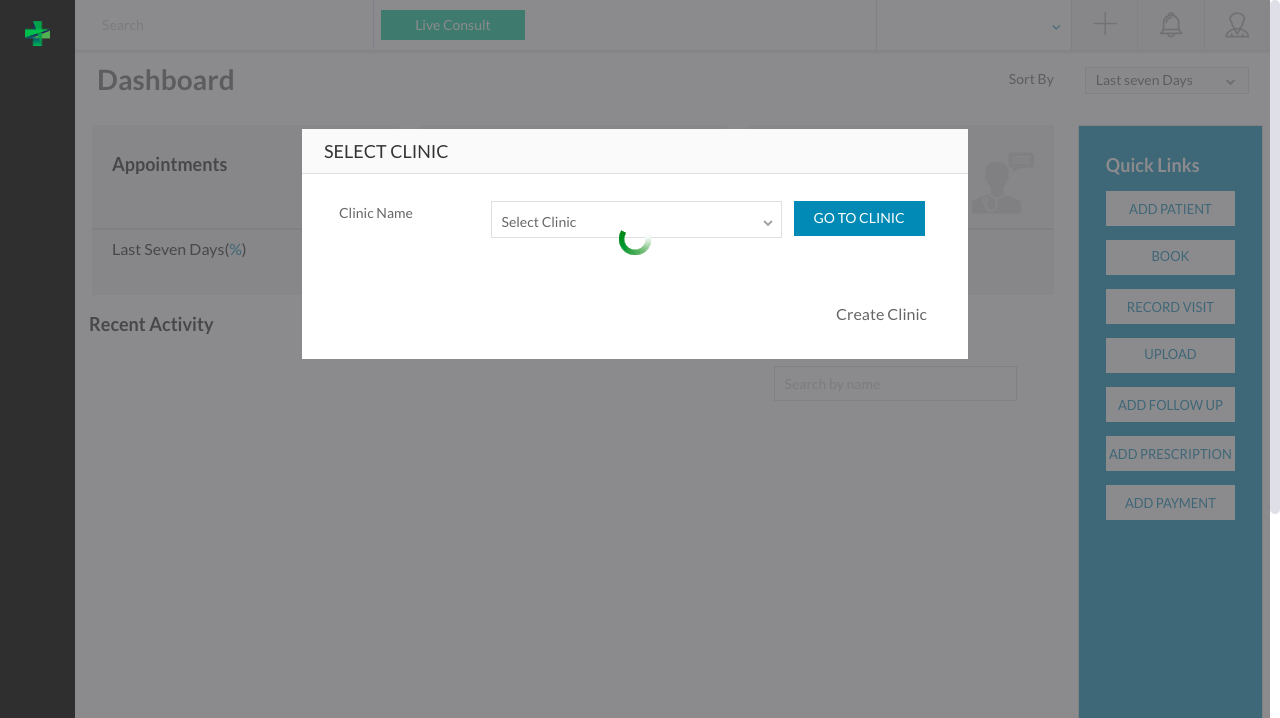 Search
Live Consult
Dashboard
Sort By
Last seven Days
SELECT CLINIC
Appointments
Quick Links
Clinic Name
Select Clinic
GO TO CLINIC
ADD PATIENT
Last Seven Days(%)
BOOK
RECORD VISIT
Create Clinic
Recent Activity
UPLOAD
Search by name
ADD FOLLOW UP
ADD PRESCRIPTION
ADD PAYMENT